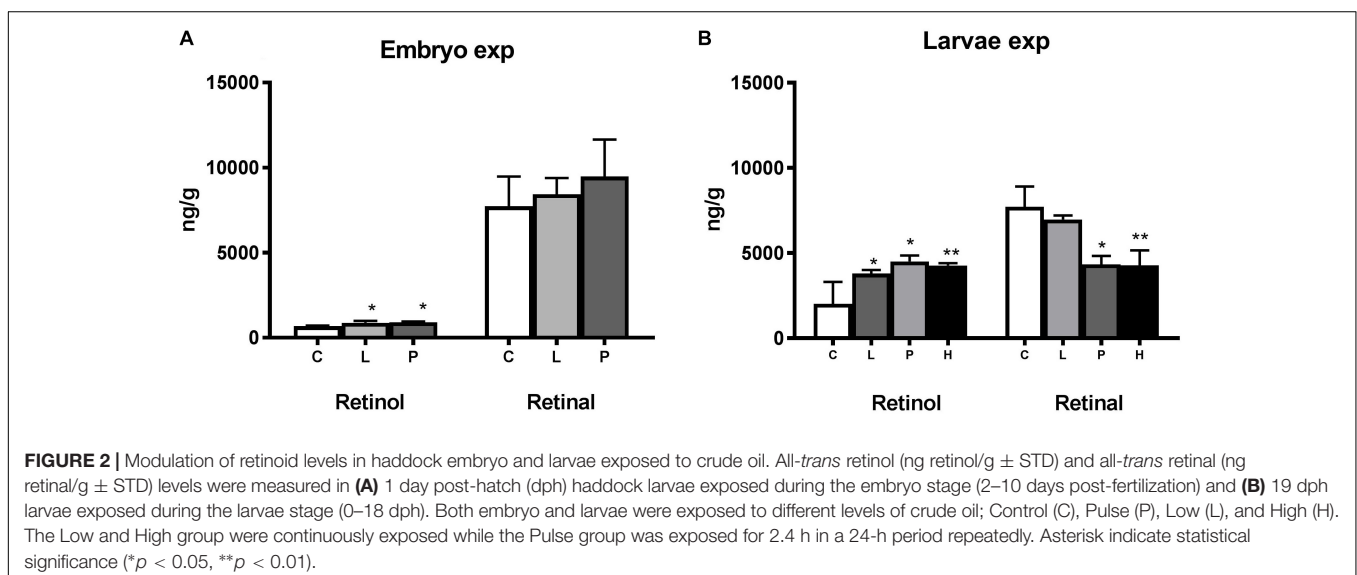 A
Embryo exp
15000
10000
5000
0
ng/g
* *
C L P C L P
Retinol Retinal
B
Larvae exp
15000
10000
5000
0
ng/g
* * ** * **
C L P H C L P H
Retinol Retinal
FIGURE 2 | Modulation of retinoid levels in haddock embryo and larvae exposed to crude oil. All-trans retinol (ng retinol/g ± STD) and all-trans retinal (ng
retinal/g ± STD) levels were measured in (A) 1 day post-hatch (dph) haddock larvae exposed during the embryo stage (2–10 days post-fertilization) and (B) 19 dph
larvae exposed during the larvae stage (0–18 dph). Both embryo and larvae were exposed to different levels of crude oil; Control (C), Pulse (P), Low (L), and High (H).
The Low and High group were continuously exposed while the Pulse group was exposed for 2.4 h in a 24-h period repeatedly. Asterisk indicate statistical
significance (*p < 0.05, **p < 0.01).